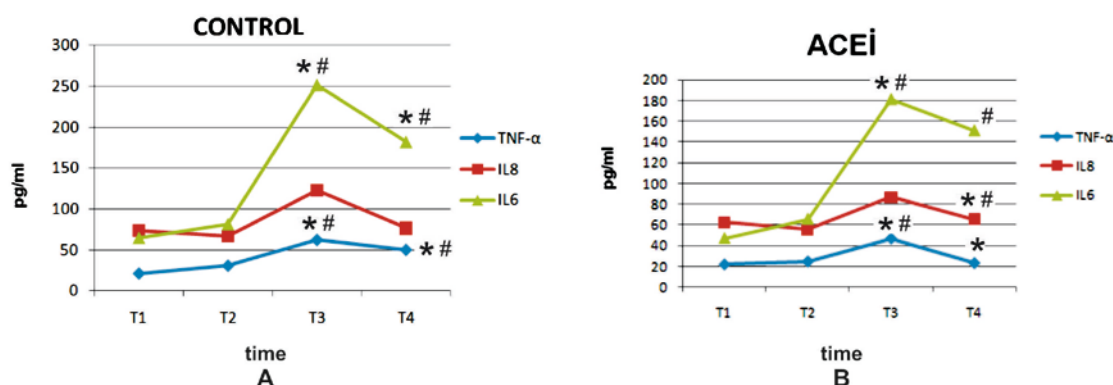 CONTROL
300
250
200
150
100
50
0
pg/ml
* #
* #
* #
* #
TNF-α
IL8
IL6
T1 T2 T3 T4
time
A
ACEİ
200
180
160
140
120
100
80
60
40
20
0
pg/ml
* #
#
* #
* #
*
TNF-α
IL8
IL6
T1 T2 T3 T4
time
B